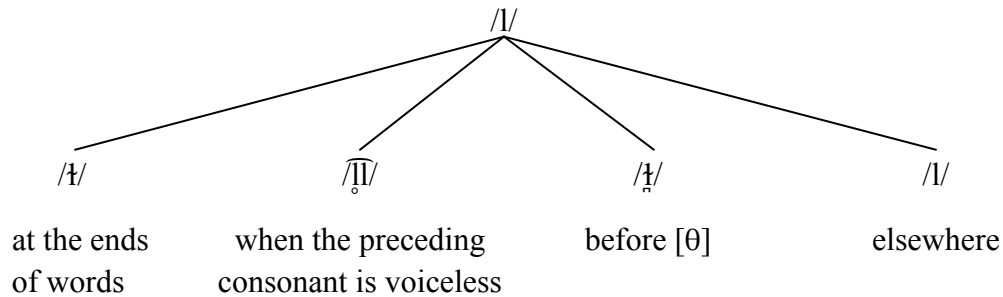 /l/
/ɫ/ /l̥͡l/ /ɫ̪/ /l/
at the ends when the preceding before [θ] elsewhere
of words consonant is voiceless